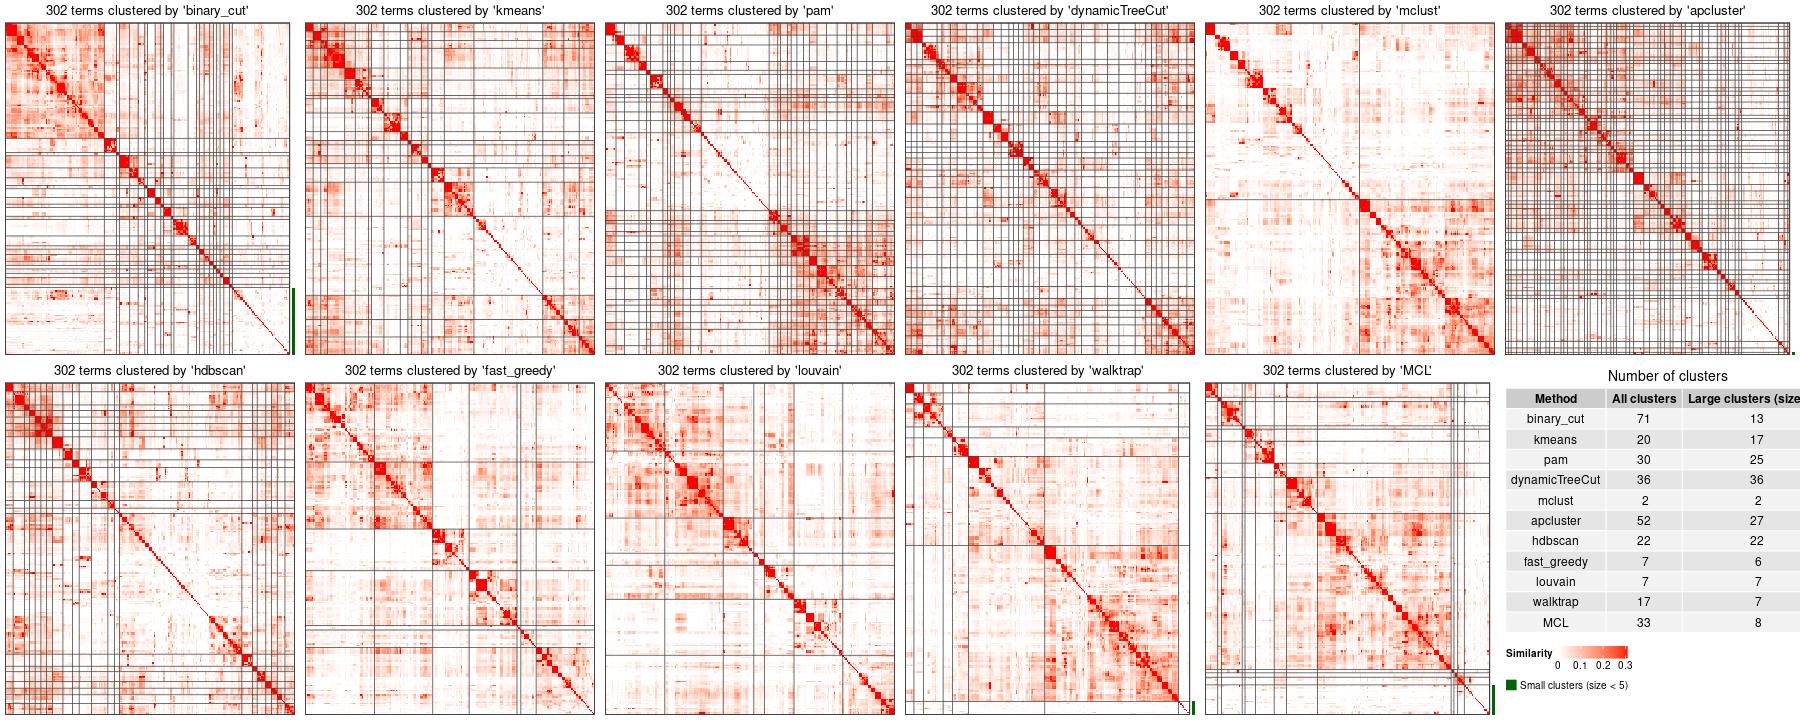 302 terms clustered by 'binary_cut'
302 terms clustered by 'kmeans'
302 terms clustered by 'pam'
302 terms clustered by 'dynamicTreeCut'
302 terms clustered by 'mclust'
302 terms clustered by 'apcluster'
302 terms clustered by 'hdbscan'
302 terms clustered by 'fast_greedy'
302 terms clustered by 'louvain'
302 terms clustered by 'walktrap'
302 terms clustered by 'MCL'
Number of clusters
Method All clusters Large clusters (size
binary_cut 71 13
kmeans 20 17
pam 30 25
dynamicTreeCut 36 36
mclust 2 2
apcluster 52 27
hdbscan 22 22
fast_greedy 7 6
louvain 7 7
walktrap 17 7
MCL 33 8
Similarity
0 0.1 0.2 0.3
Small clusters (size < 5)